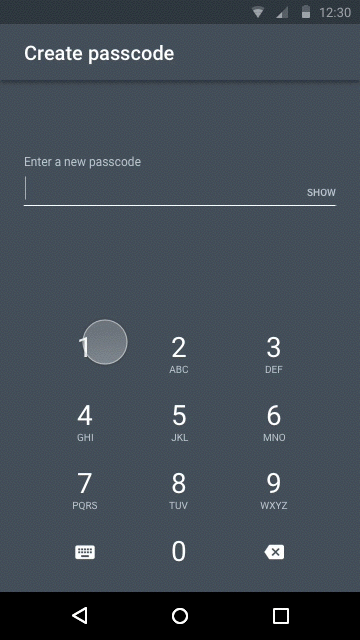 12:30
Create passcode
Enter a new passcode
SHOW
1 2 3
ABC DEF
4 5 6
GHI JKL MNO
7 8 9
PQRS TUV WXYZ
0